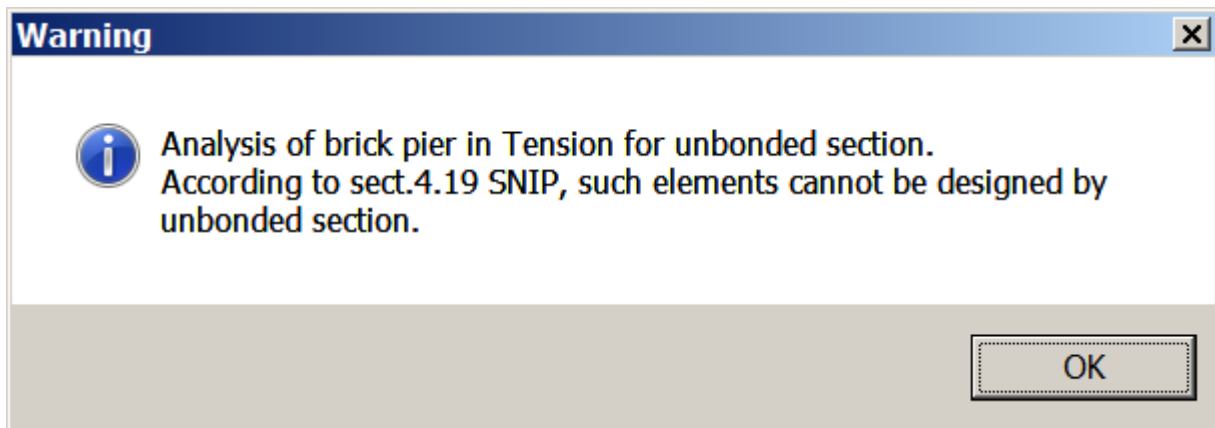 Warning
Analysis of brick pier in Tension for unbonded section.
According to sect.4.19 SNIP, such elements cannot be designed by
unbonded section.
OK